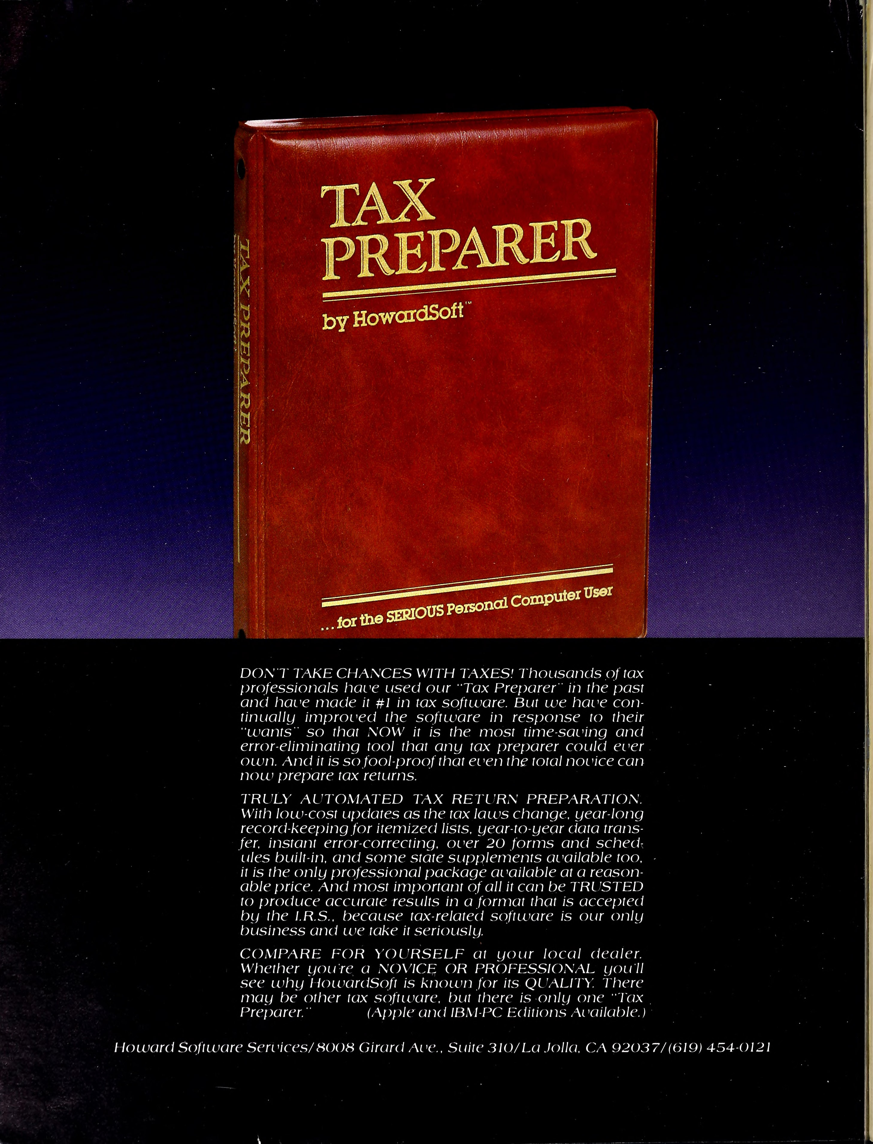 TAX
PREPARER
by HowardSoft™
TAX PREPARER
...for the SERIOUS Personal Computer User
DON'T TAKE CHANCES WITH TAXES! Thousands of tax
professionals have used our "Tax Preparer" in the past
and have made it #1 in tax software. But we have con-
tinually improved the software in response to their
"wants" so that NOW it is the most time-saving and
error-eliminating tool that any tax preparer could ever
own. And it is so fool-proof that even the total novice can
now prepare tax returns.
TRULY AUTOMATED TAX RETURN PREPARATION.
With low-cost updates as the tax laws change, year-long
record-keeping for itemized lists, year-to-year data trans-
fer, instant error-correcting, over 20 forms and sched-
ules built-in, and some state supplements available too,
it is the only professional package available at a reason-
able price. And most important of all it can be TRUSTED
to produce accurate results in a format that is accepted
by the I.R.S., because tax-related software is our only
business and we take it seriously.
COMPARE FOR YOURSELF at your local dealer.
Whether you're a NOVICE OR PROFESSIONAL you'll
see why HowardSoft is known for its QUALITY. There
may be other tax software, but there is only one "Tax
Preparer." (Apple and IBM-PC Editions Available.)
Howard Software Services/8008 Girard Ave., Suite 310/La Jolla, CA 92037/(619) 454-0121